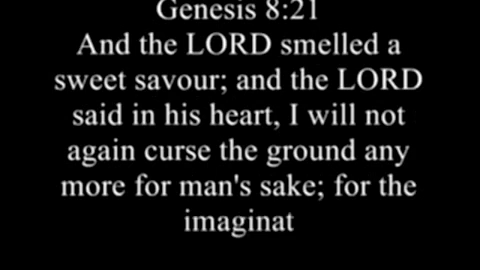 Genesis 8:21
And the LORD smelled a
sweet savour; and the LORD
said in his heart, I will not
again curse the ground any
more for man's sake; for the
imaginat